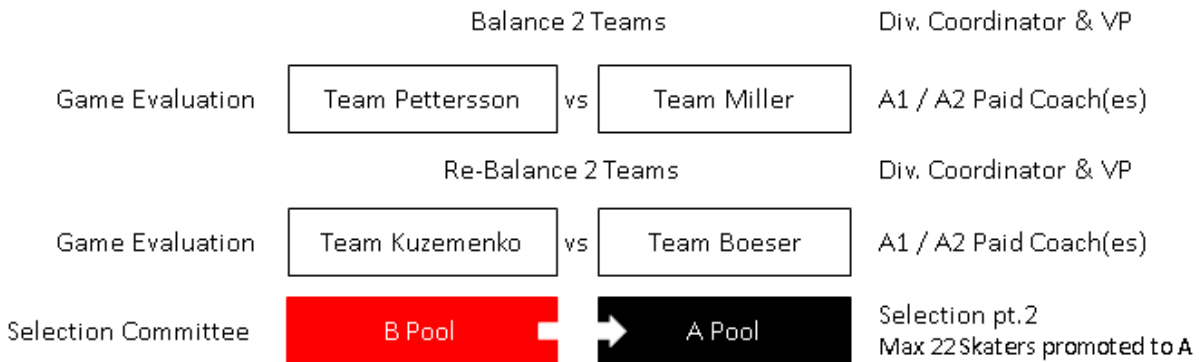 Balance 2 Teams Div. Coordinator & VP
Game Evaluation Team Pettersson vs Team Miller A1 / A2 Paid Coach(es)
Re-Balance 2 Teams Div. Coordinator & VP
Game Evaluation Team Kuzemenko vs Team Boeser A1 / A2 Paid Coach(es)
Selection Committee B Pool A Pool Selection pt.2
Max 22 Skaters promoted to A